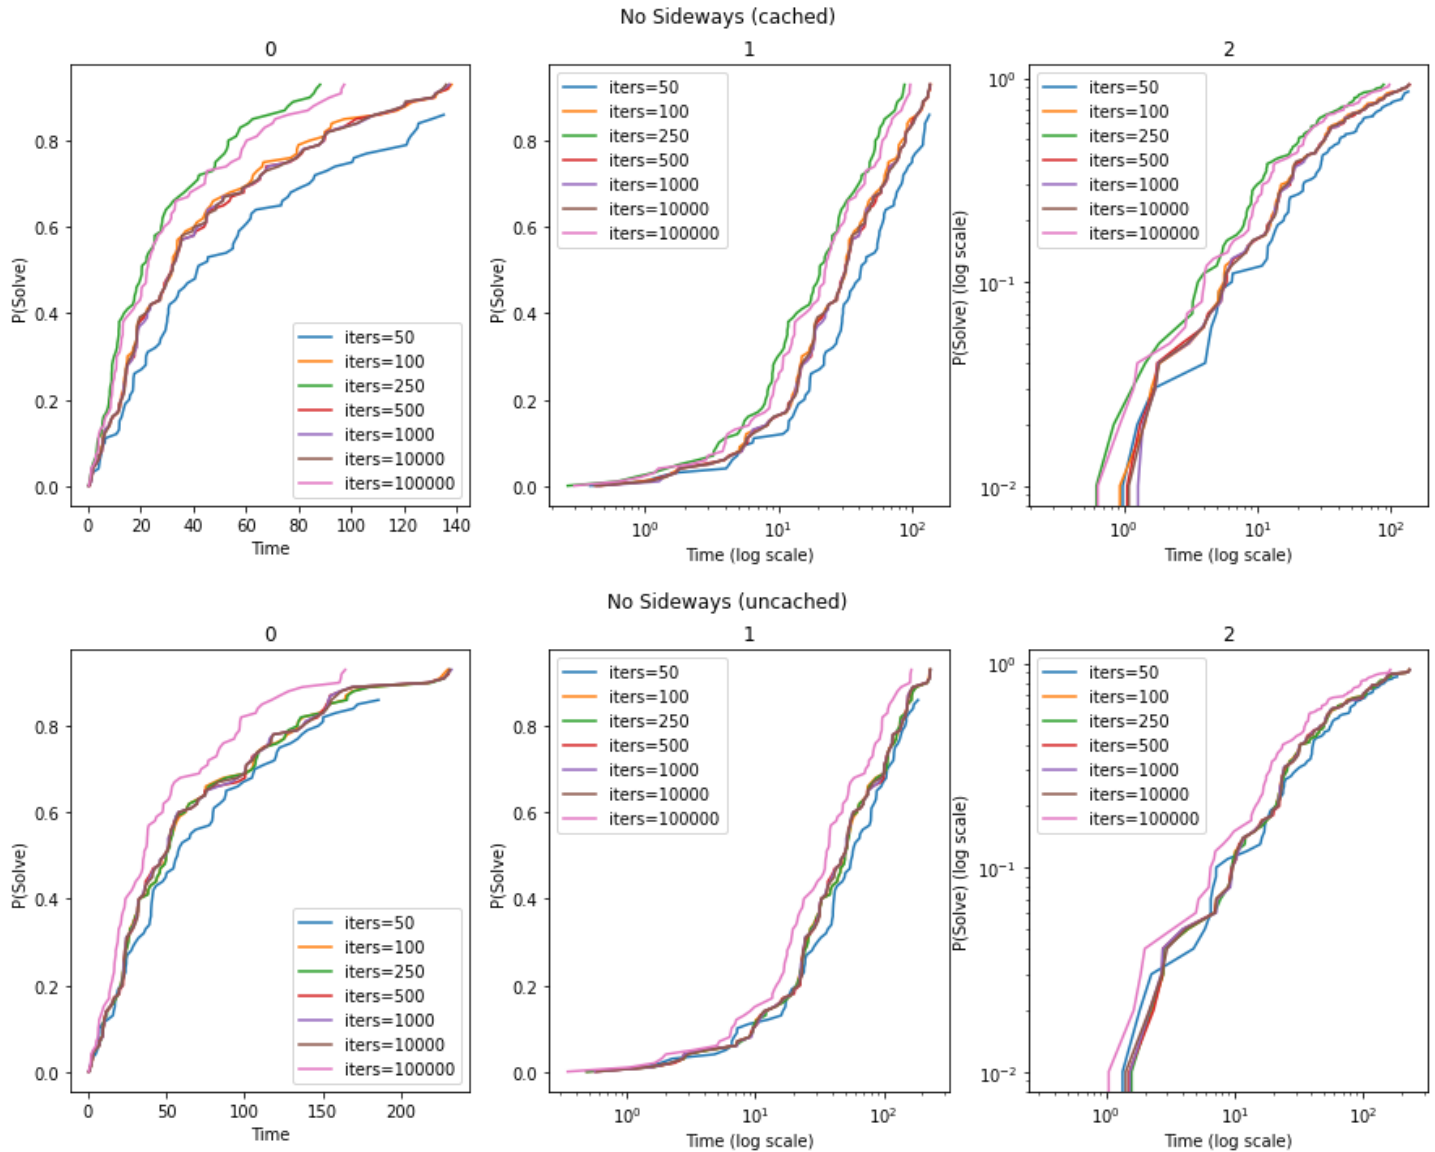 No Sideways (cached)
0
P(Solve)
0.8
0.6
0.4
0.2
0.0
iters=50
iters=100
iters=250
iters=500
iters=1000
iters=10000
iters=100000
0 20 40 60 80 100 120 140
Time
1
P(Solve)
0.8
0.6
0.4
0.2
0.0
iters=50
iters=100
iters=250
iters=500
iters=1000
iters=10000
iters=100000
10⁰ 10¹ 10²
Time (log scale)
2
P(Solve) (log scale)
10⁰
10⁻¹
10⁻²
iters=50
iters=100
iters=250
iters=500
iters=1000
iters=10000
iters=100000
10⁰ 10¹ 10²
Time (log scale)
No Sideways (uncached)
0
P(Solve)
0.8
0.6
0.4
0.2
0.0
iters=50
iters=100
iters=250
iters=500
iters=1000
iters=10000
iters=100000
0 50 100 150 200
Time
1
P(Solve)
0.8
0.6
0.4
0.2
0.0
iters=50
iters=100
iters=250
iters=500
iters=1000
iters=10000
iters=100000
10⁰ 10¹ 10²
Time (log scale)
2
P(Solve) (log scale)
10⁰
10⁻¹
10⁻²
iters=50
iters=100
iters=250
iters=500
iters=1000
iters=10000
iters=100000
10⁰ 10¹ 10²
Time (log scale)